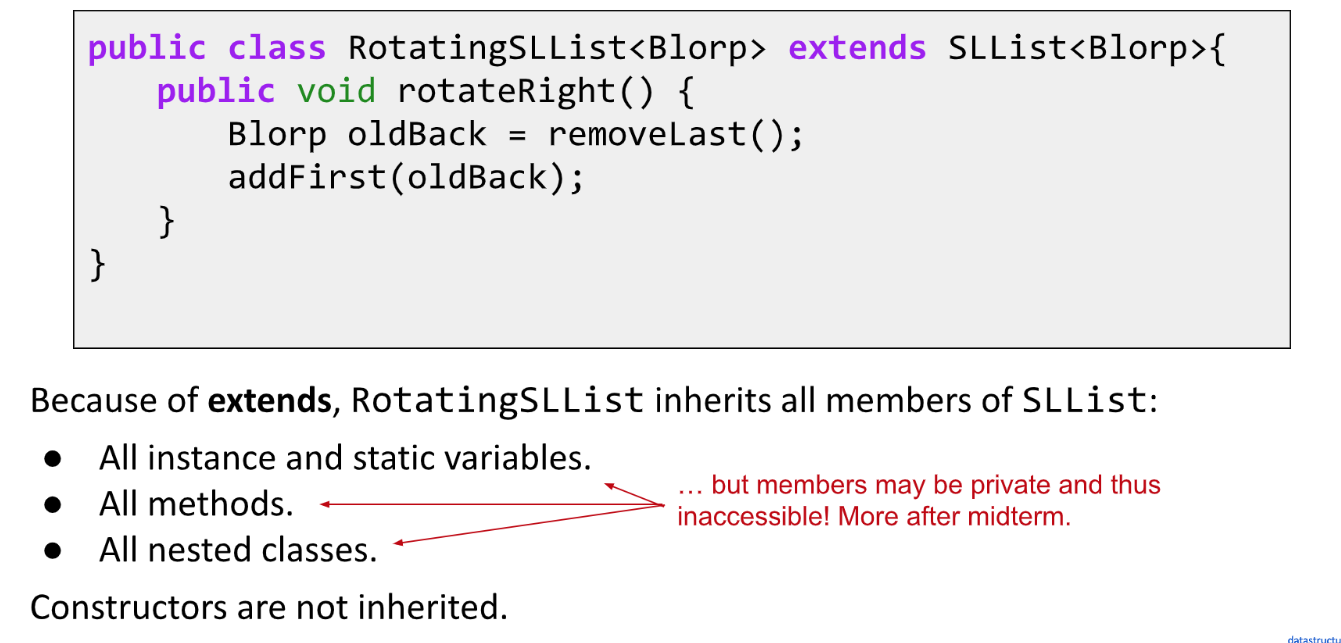 public class RotatingSLList<Blorp> extends SLList<Blorp>{
public void rotateRight() {
Blorp oldBack = removeLast();
addFirst(oldBack);
}
}
Because of extends, RotatingSLList inherits all members of SLList:
● All instance and static variables.
● All methods.
● All nested classes.
… but members may be private and thus
inaccessible! More after midterm.
Constructors are not inherited.
datastructu